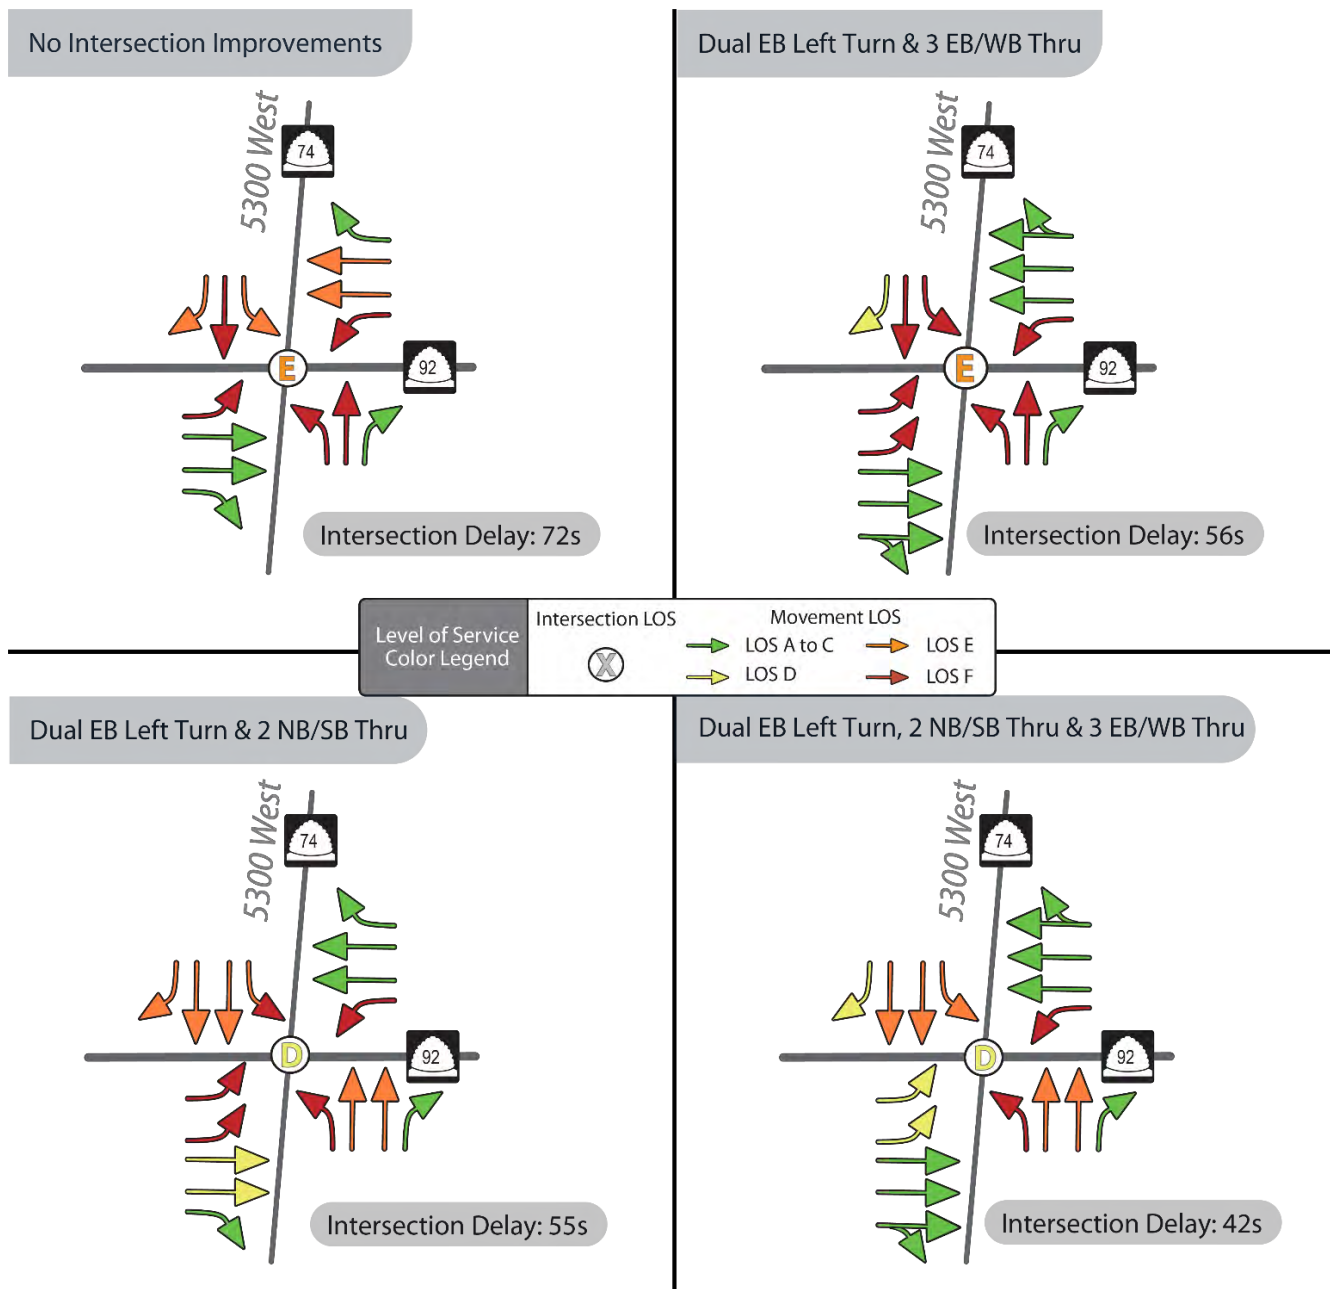 No Intersection Improvements
5300 West
74
E
92
Intersection Delay: 72s
Dual EB Left Turn & 3 EB/WB Thru
5300 West
74
E
92
Intersection Delay: 56s
Level of Service
Color Legend
Intersection LOS
X
Movement LOS
LOS A to C
LOS E
LOS D
LOS F
Dual EB Left Turn & 2 NB/SB Thru
5300 West
74
D
92
Intersection Delay: 55s
Dual EB Left Turn, 2 NB/SB Thru & 3 EB/WB Thru
5300 West
74
D
92
Intersection Delay: 42s